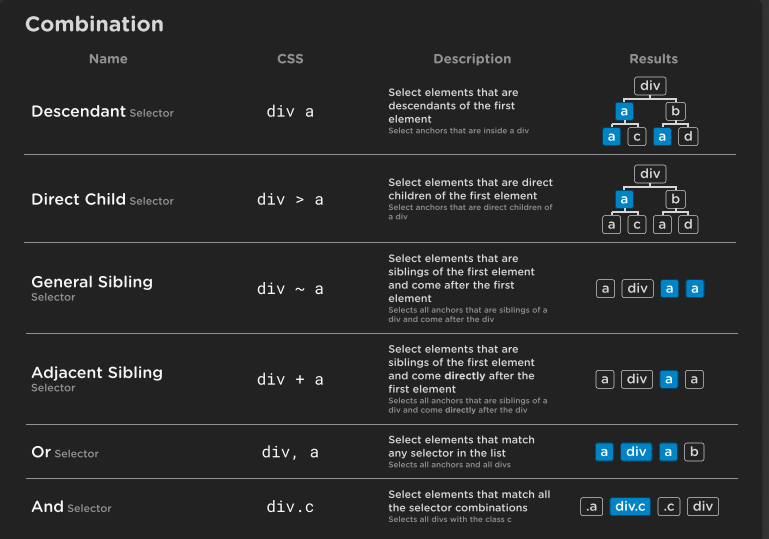 Combination
Name CSS Description Results
Descendant Selector
div a
Select elements that are
descendants of the first
element
Select anchors that are inside a div
div
a b
a c a d
Direct Child Selector
div > a
Select elements that are direct
children of the first element
Select anchors that are direct children of
a div
div
a b
a c a d
General Sibling
Selector
div ~ a
Select elements that are
siblings of the first element
and come after the first
element
Selects all anchors that are siblings of a
div and come after the div
a div a a
Adjacent Sibling
Selector
div + a
Select elements that are
siblings of the first element
and come directly after the
first element
Selects all anchors that are siblings of a
div and come directly after the div
a div a a
Or Selector
div, a
Select elements that match
any selector in the list
Selects all anchors and all divs
a div a b
And Selector
div.c
Select elements that match all
the selector combinations
Selects all divs with the class c
.a div.c .c div